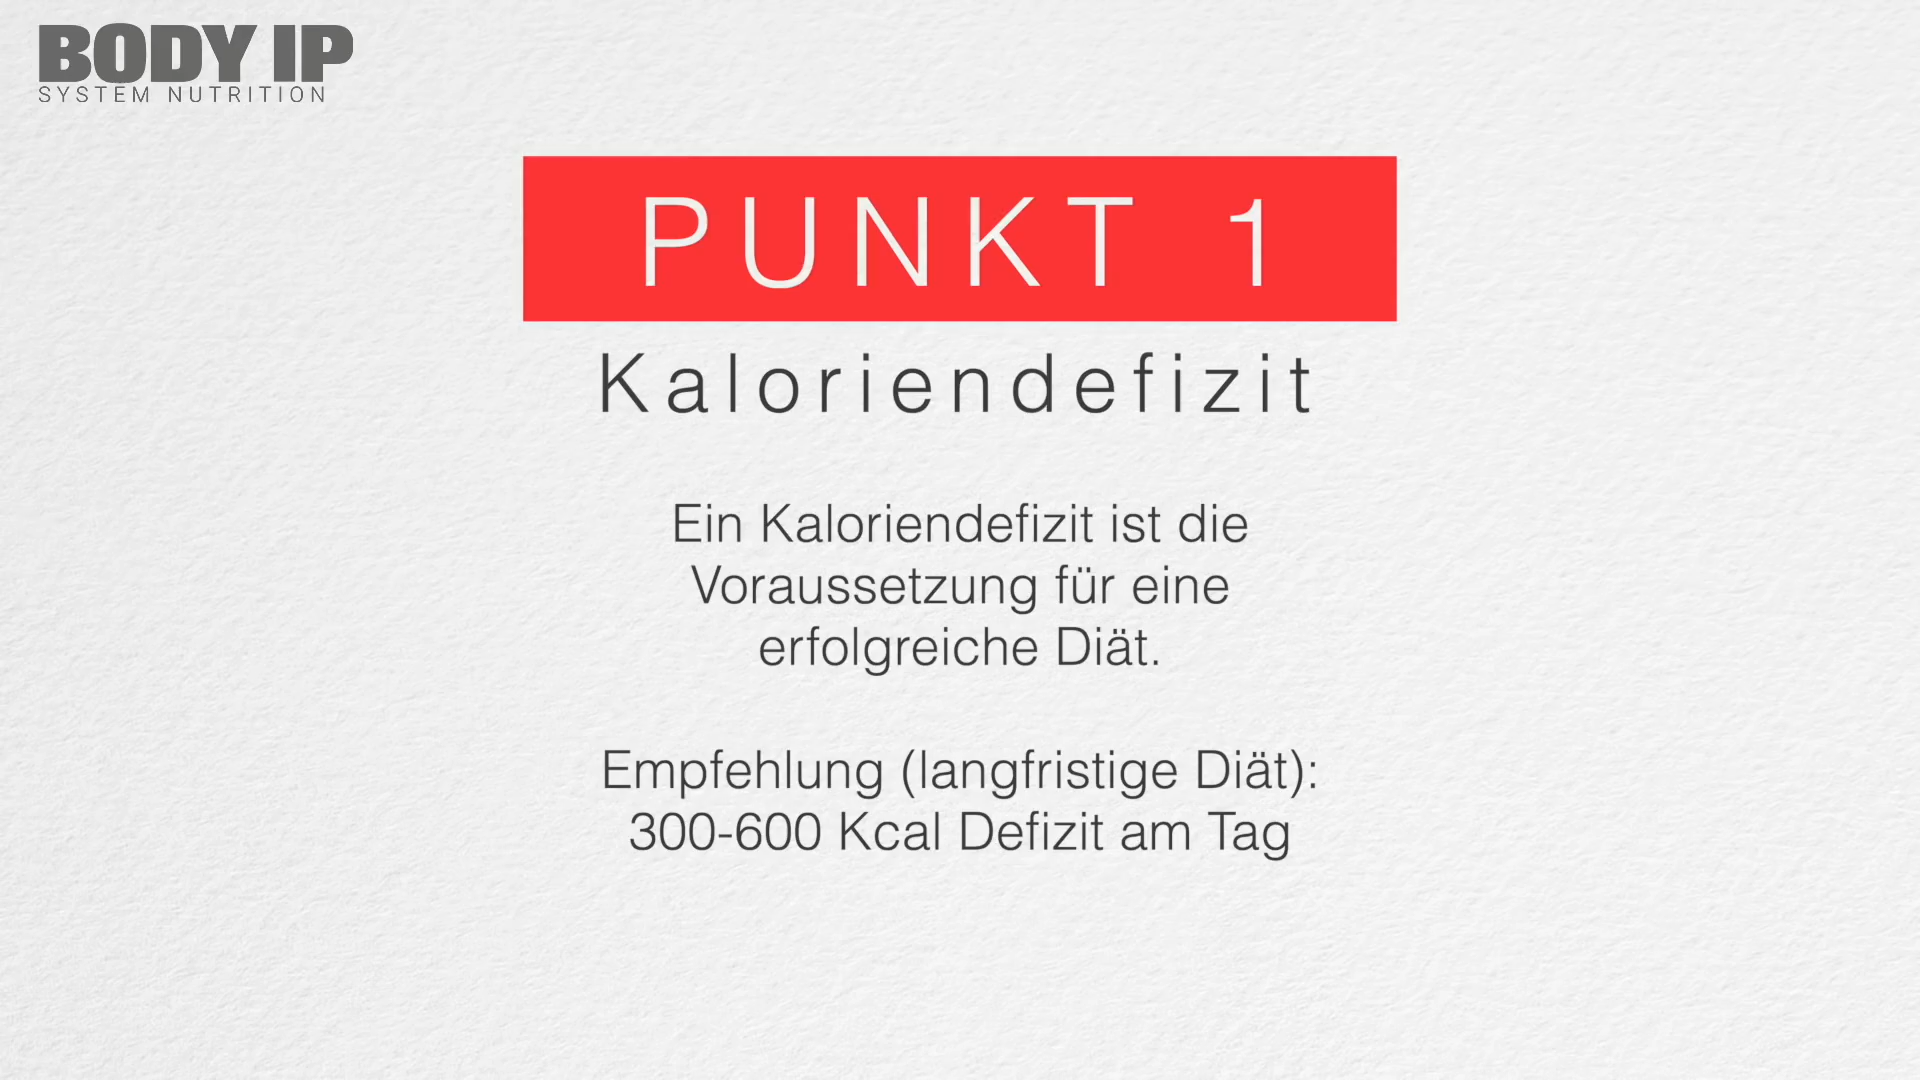 BODY IP
SYSTEM NUTRITION
PUNKT 1
Kaloriendefizit
Ein Kaloriendefizit ist die
Voraussetzung für eine
erfolgreiche Diät.
Empfehlung (langfristige Diät):
300-600 Kcal Defizit am Tag